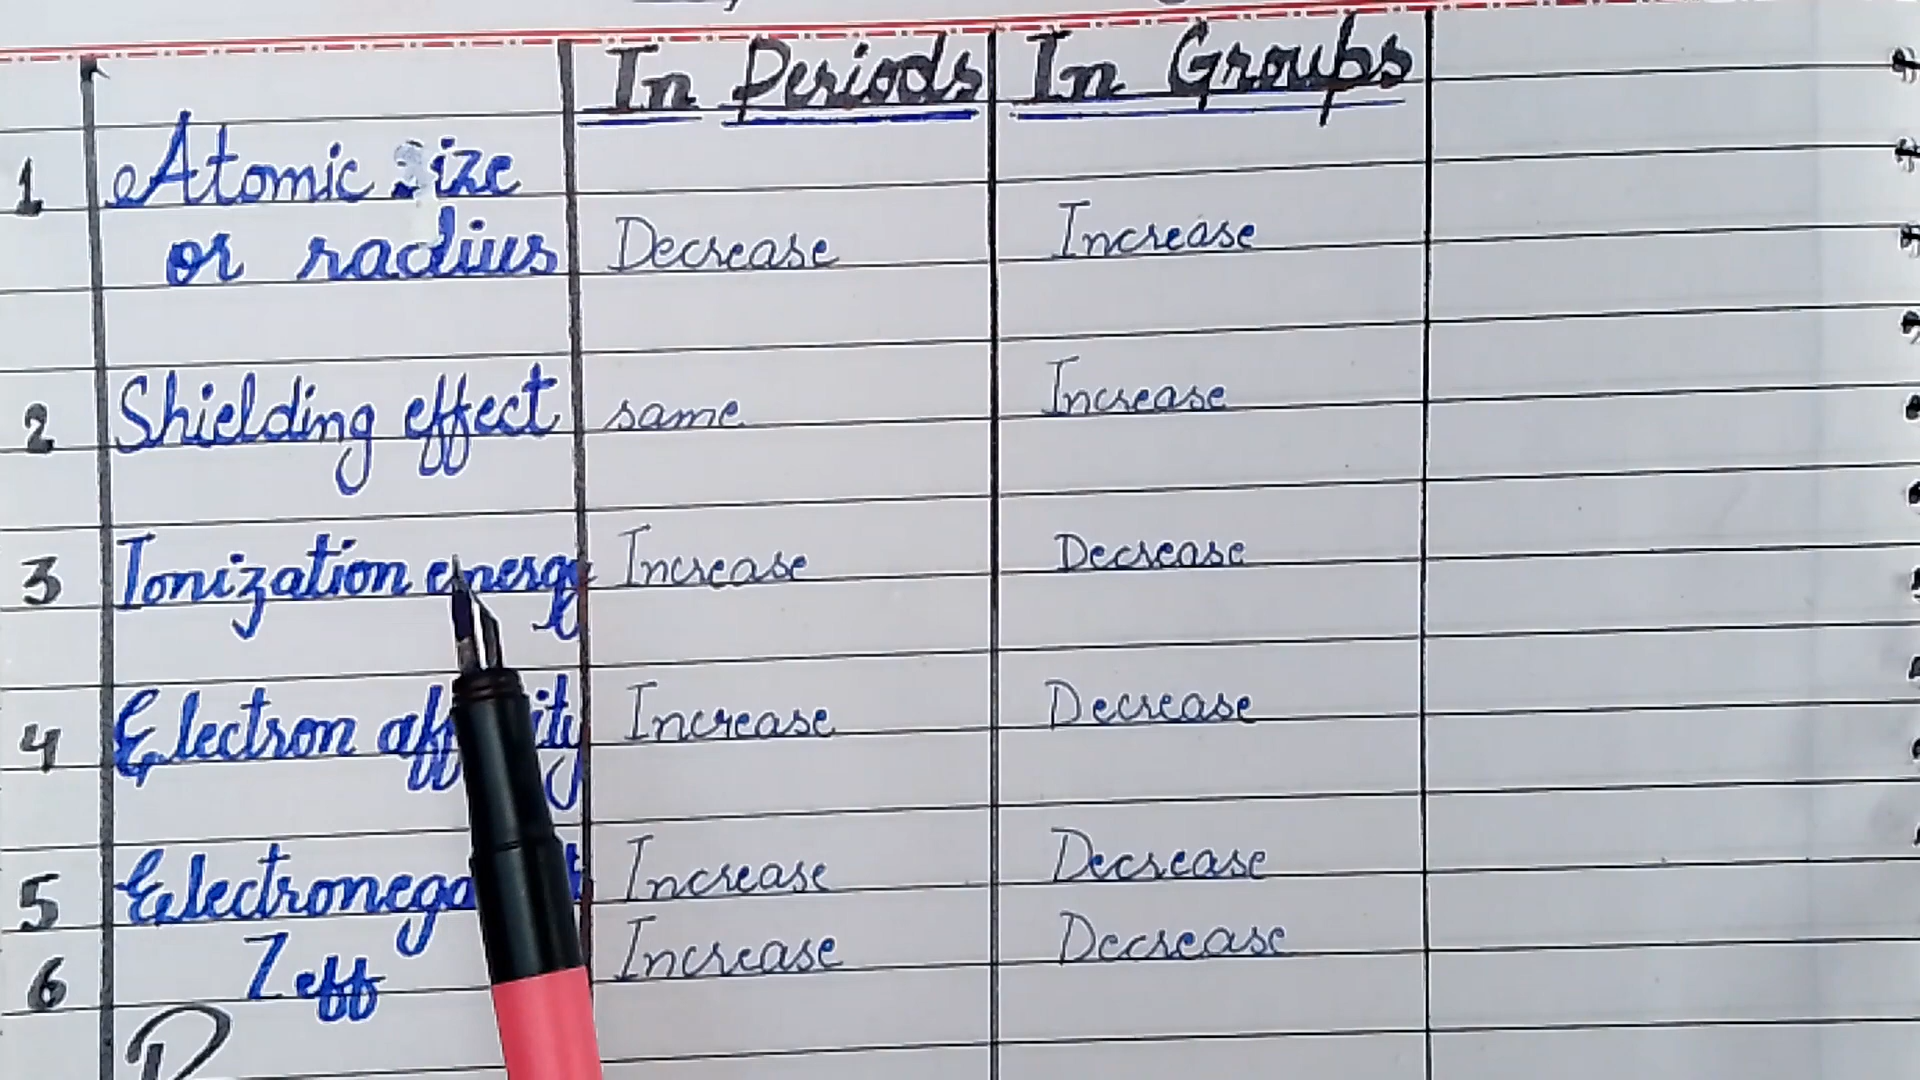 In Periods In Groups
1 Atomic size
or radius Decrease Increase
2 Shielding effect same Increase
3 Ionization energy Increase Decrease
4 Electron Increase Decrease
5 Increase Decrease
6 Zeff Increase Decrease